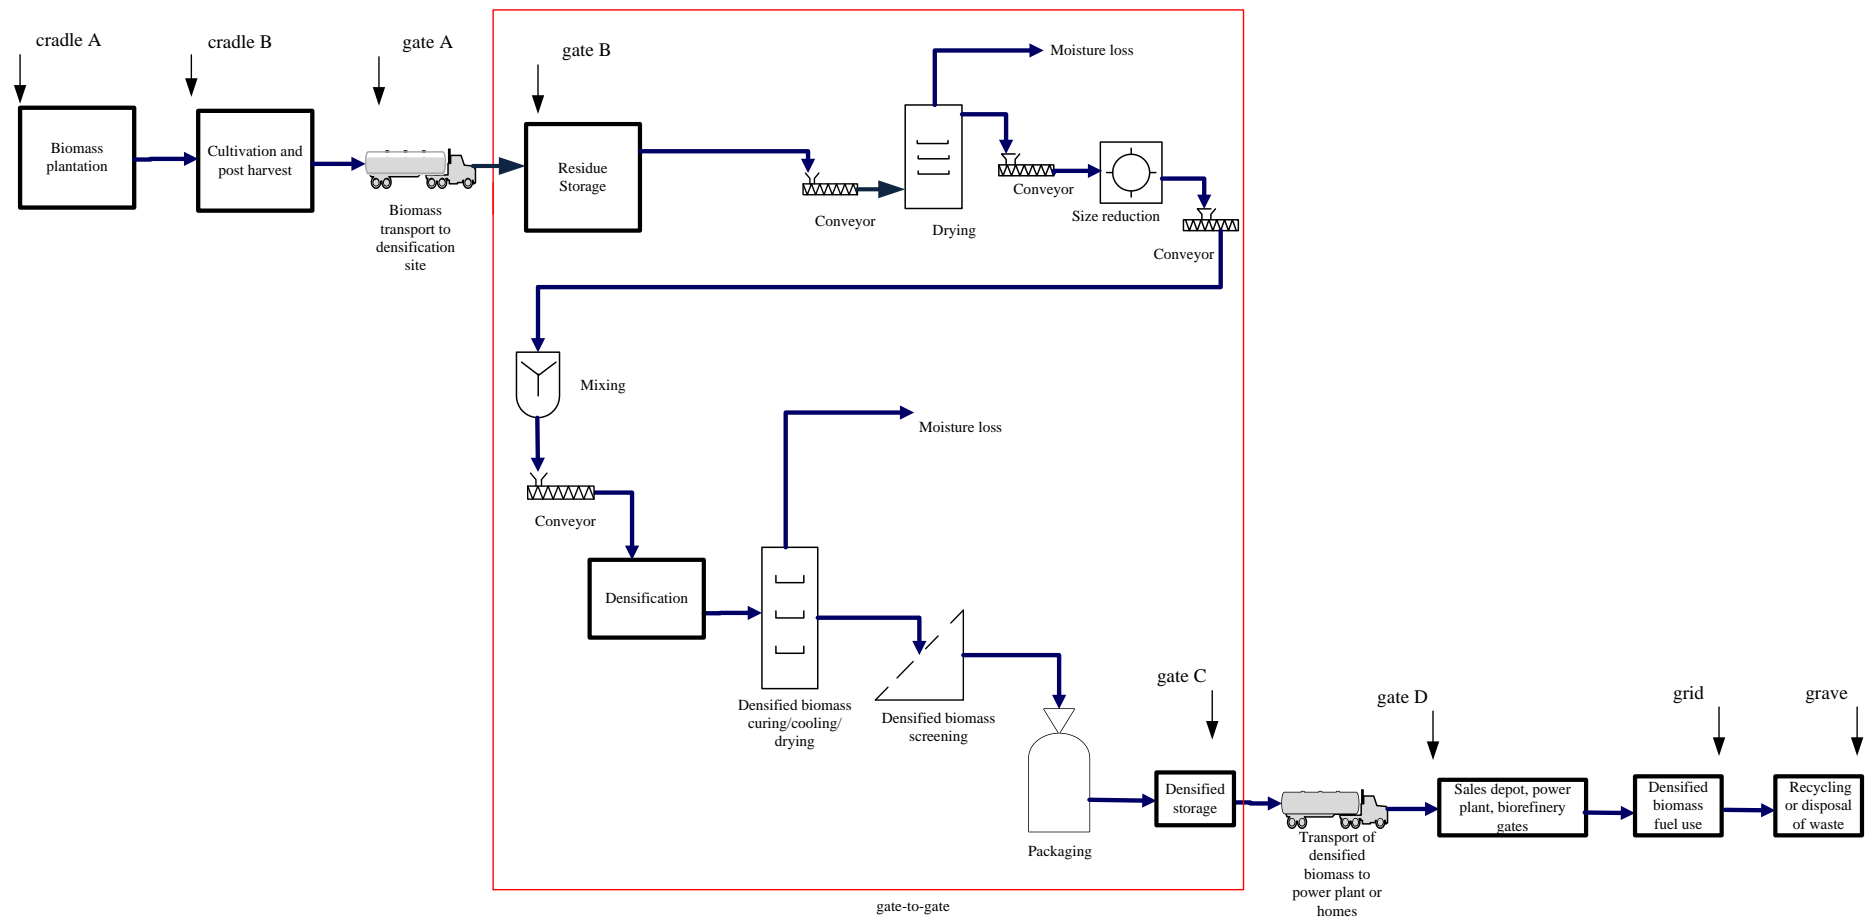 cradle A
cradle B
gate A
gate B
Moisture loss
Biomass
plantation
Cultivation and
post harvest
Residue
Storage
Conveyor
Drying
Conveyor
Size reduction
Conveyor
Biomass
transport to
densification
site
Mixing
Moisture loss
Conveyor
Densification
Densified biomass
curing/cooling/
drying
Densified biomass
screening
Packaging
gate C
Densified
storage
gate D
grid
grave
Transport of
densified
biomass to
power plant or
homes
Sales depot, power
plant, biorefinery
gates
Densified
biomass
fuel use
Recycling
or disposal
of waste
gate-to-gate